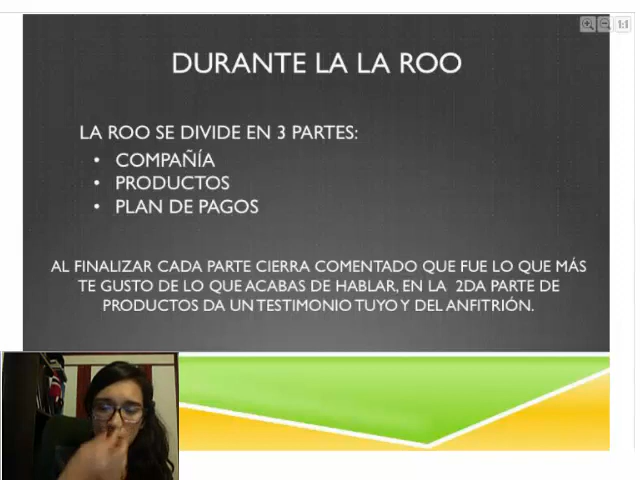 DURANTE LA LA ROO
LA ROO SE DIVIDE EN 3 PARTES:
• COMPAÑÍA
• PRODUCTOS
• PLAN DE PAGOS
AL FINALIZAR CADA PARTE CIERRA COMENTADO QUE FUE LO QUE MÁS
TE GUSTO DE LO QUE ACABAS DE HABLAR, EN LA 2DA PARTE DE
PRODUCTOS DA UN TESTIMONIO TUYO Y DEL ANFITRIÓN.
1:1